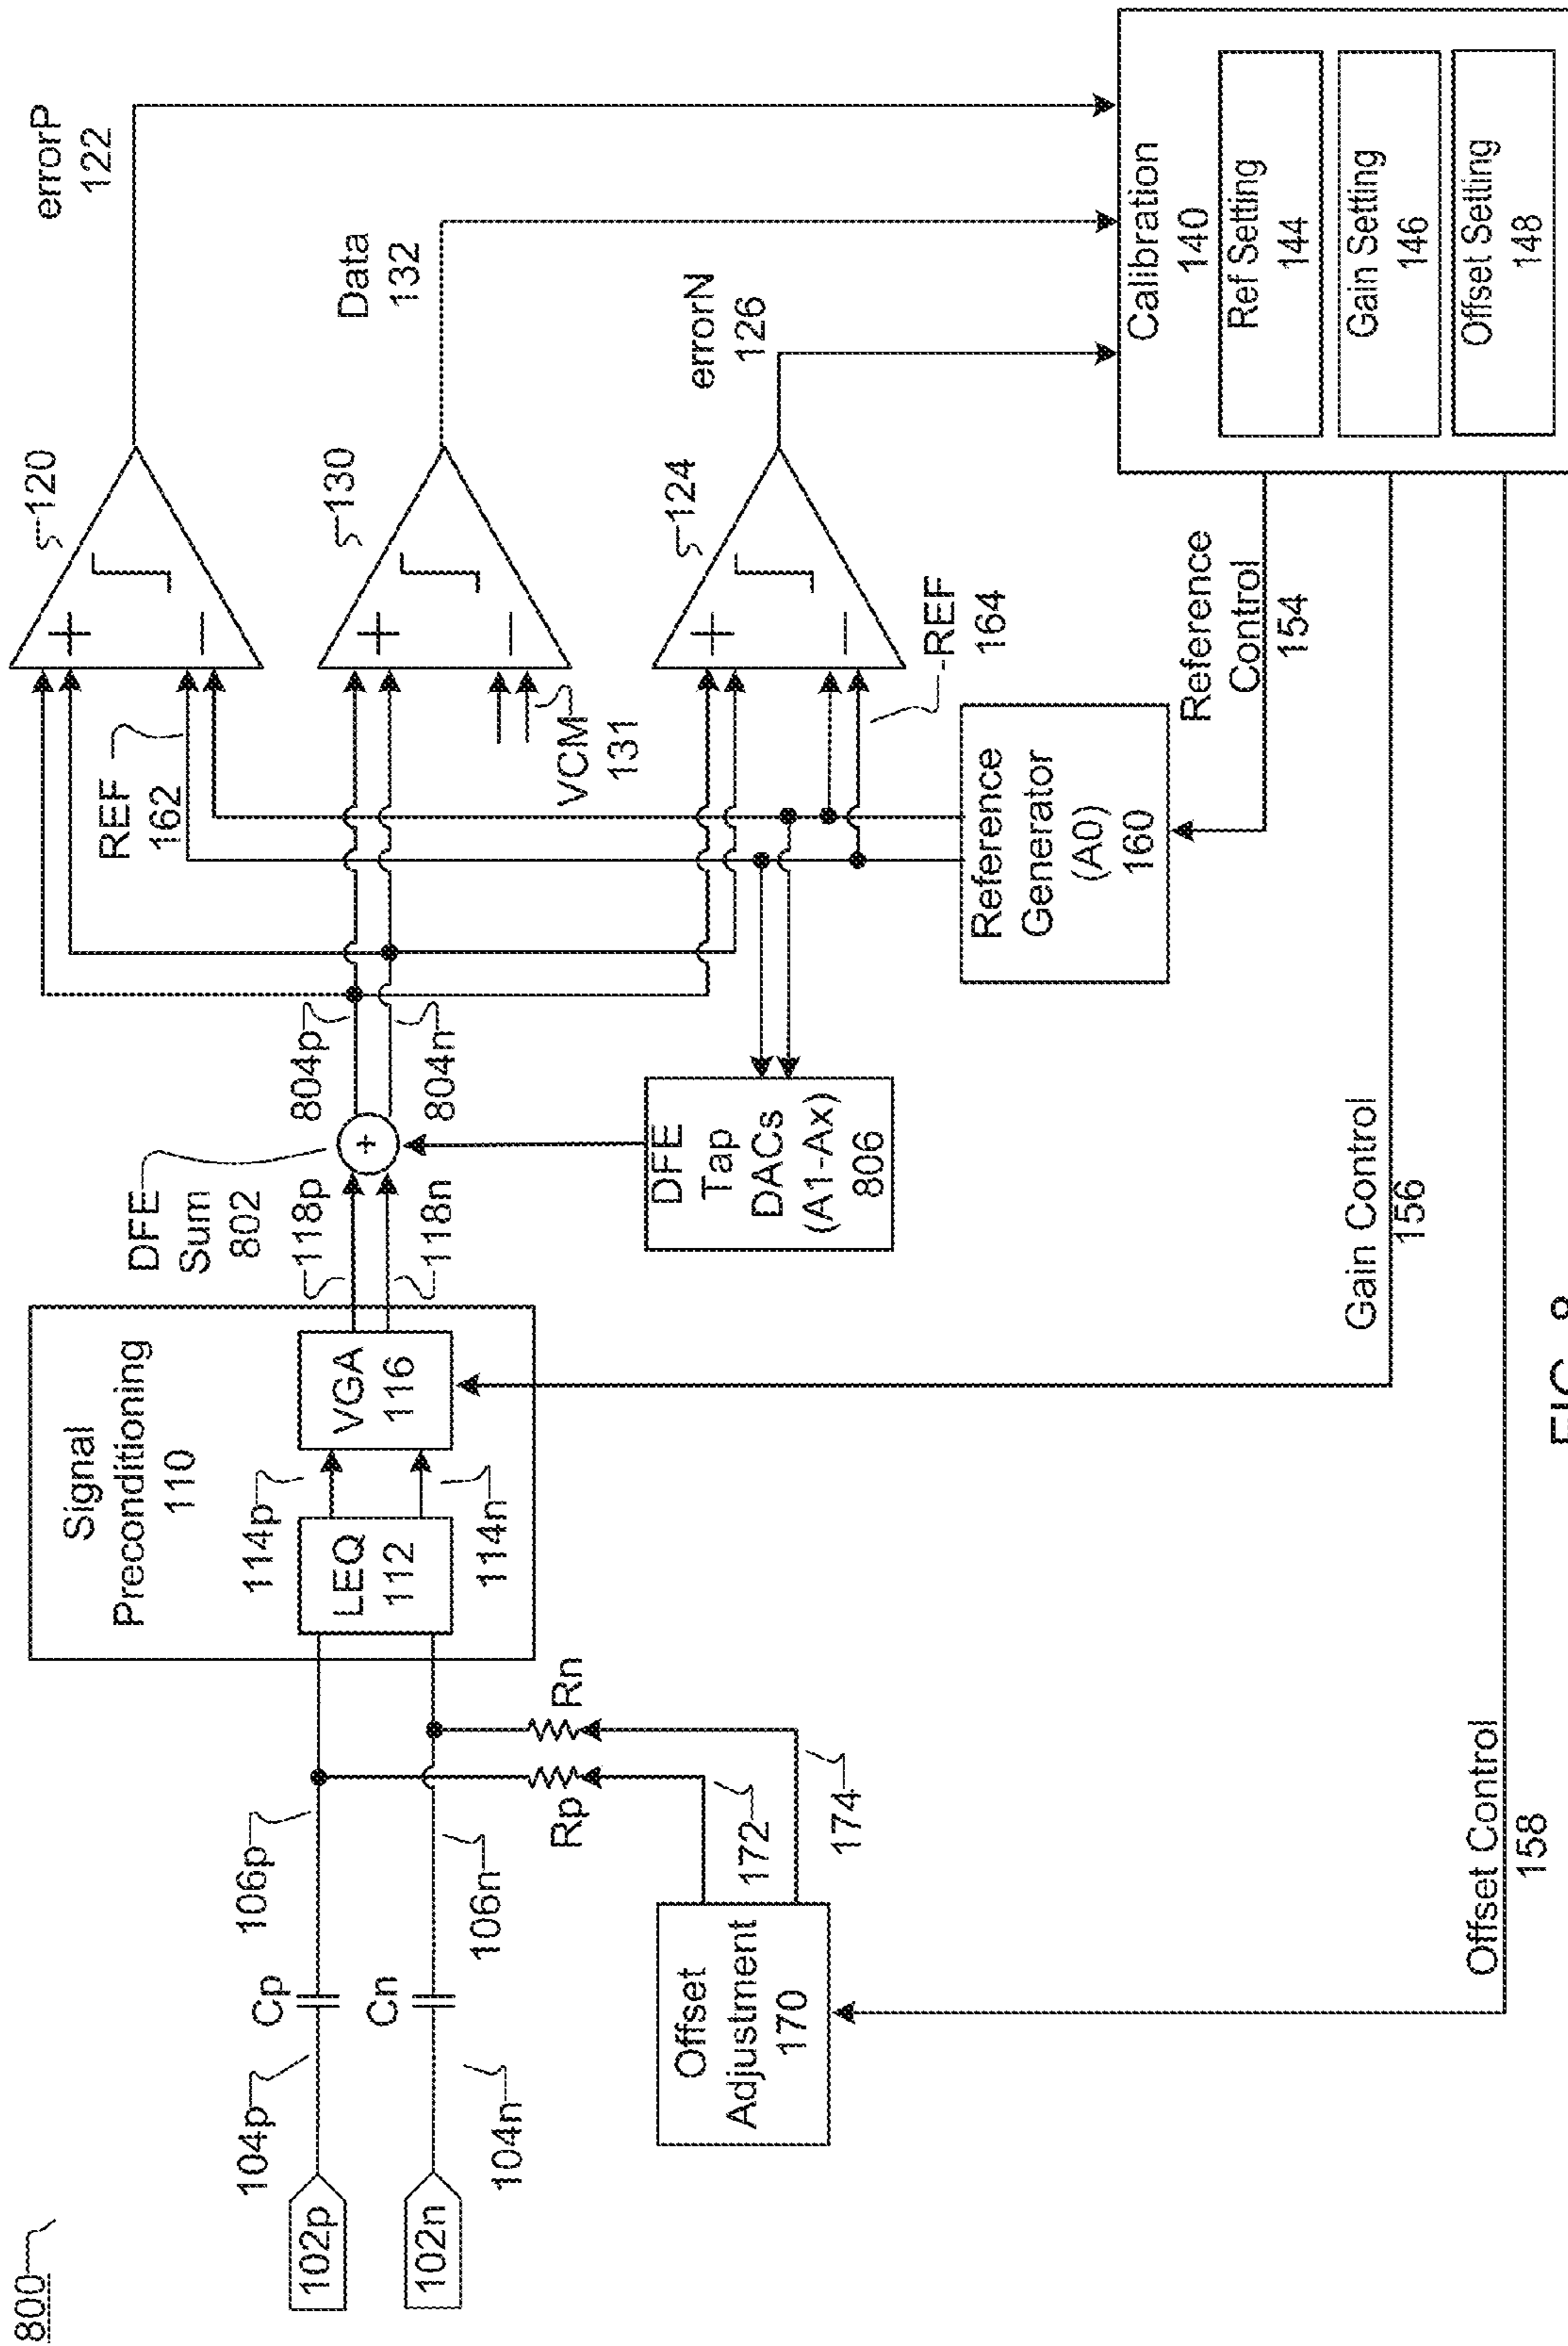 800
102p
102n
104p
104n
Cp
Cn
106p
106n
Rp
Rn
172
174
Offset
Adjustment
170
Signal
Preconditioning
110
LEQ
112
114p
114n
VGA
116
118p
118n
DFE
Sum
802
804p
804n
DFE
Tap
DACs
(A1-Ax)
806
+
REF
162
120
+
−
errorP
122
130
+
−
VCM
131
Data
132
124
+
−
-REF
164
errorN
126
Reference
Generator
(A0)
160
Reference
Control
154
Calibration
140
Ref Setting
144
Gain Setting
146
Offset Setting
148
Gain Control
156
Offset Control
158
FIG. 8